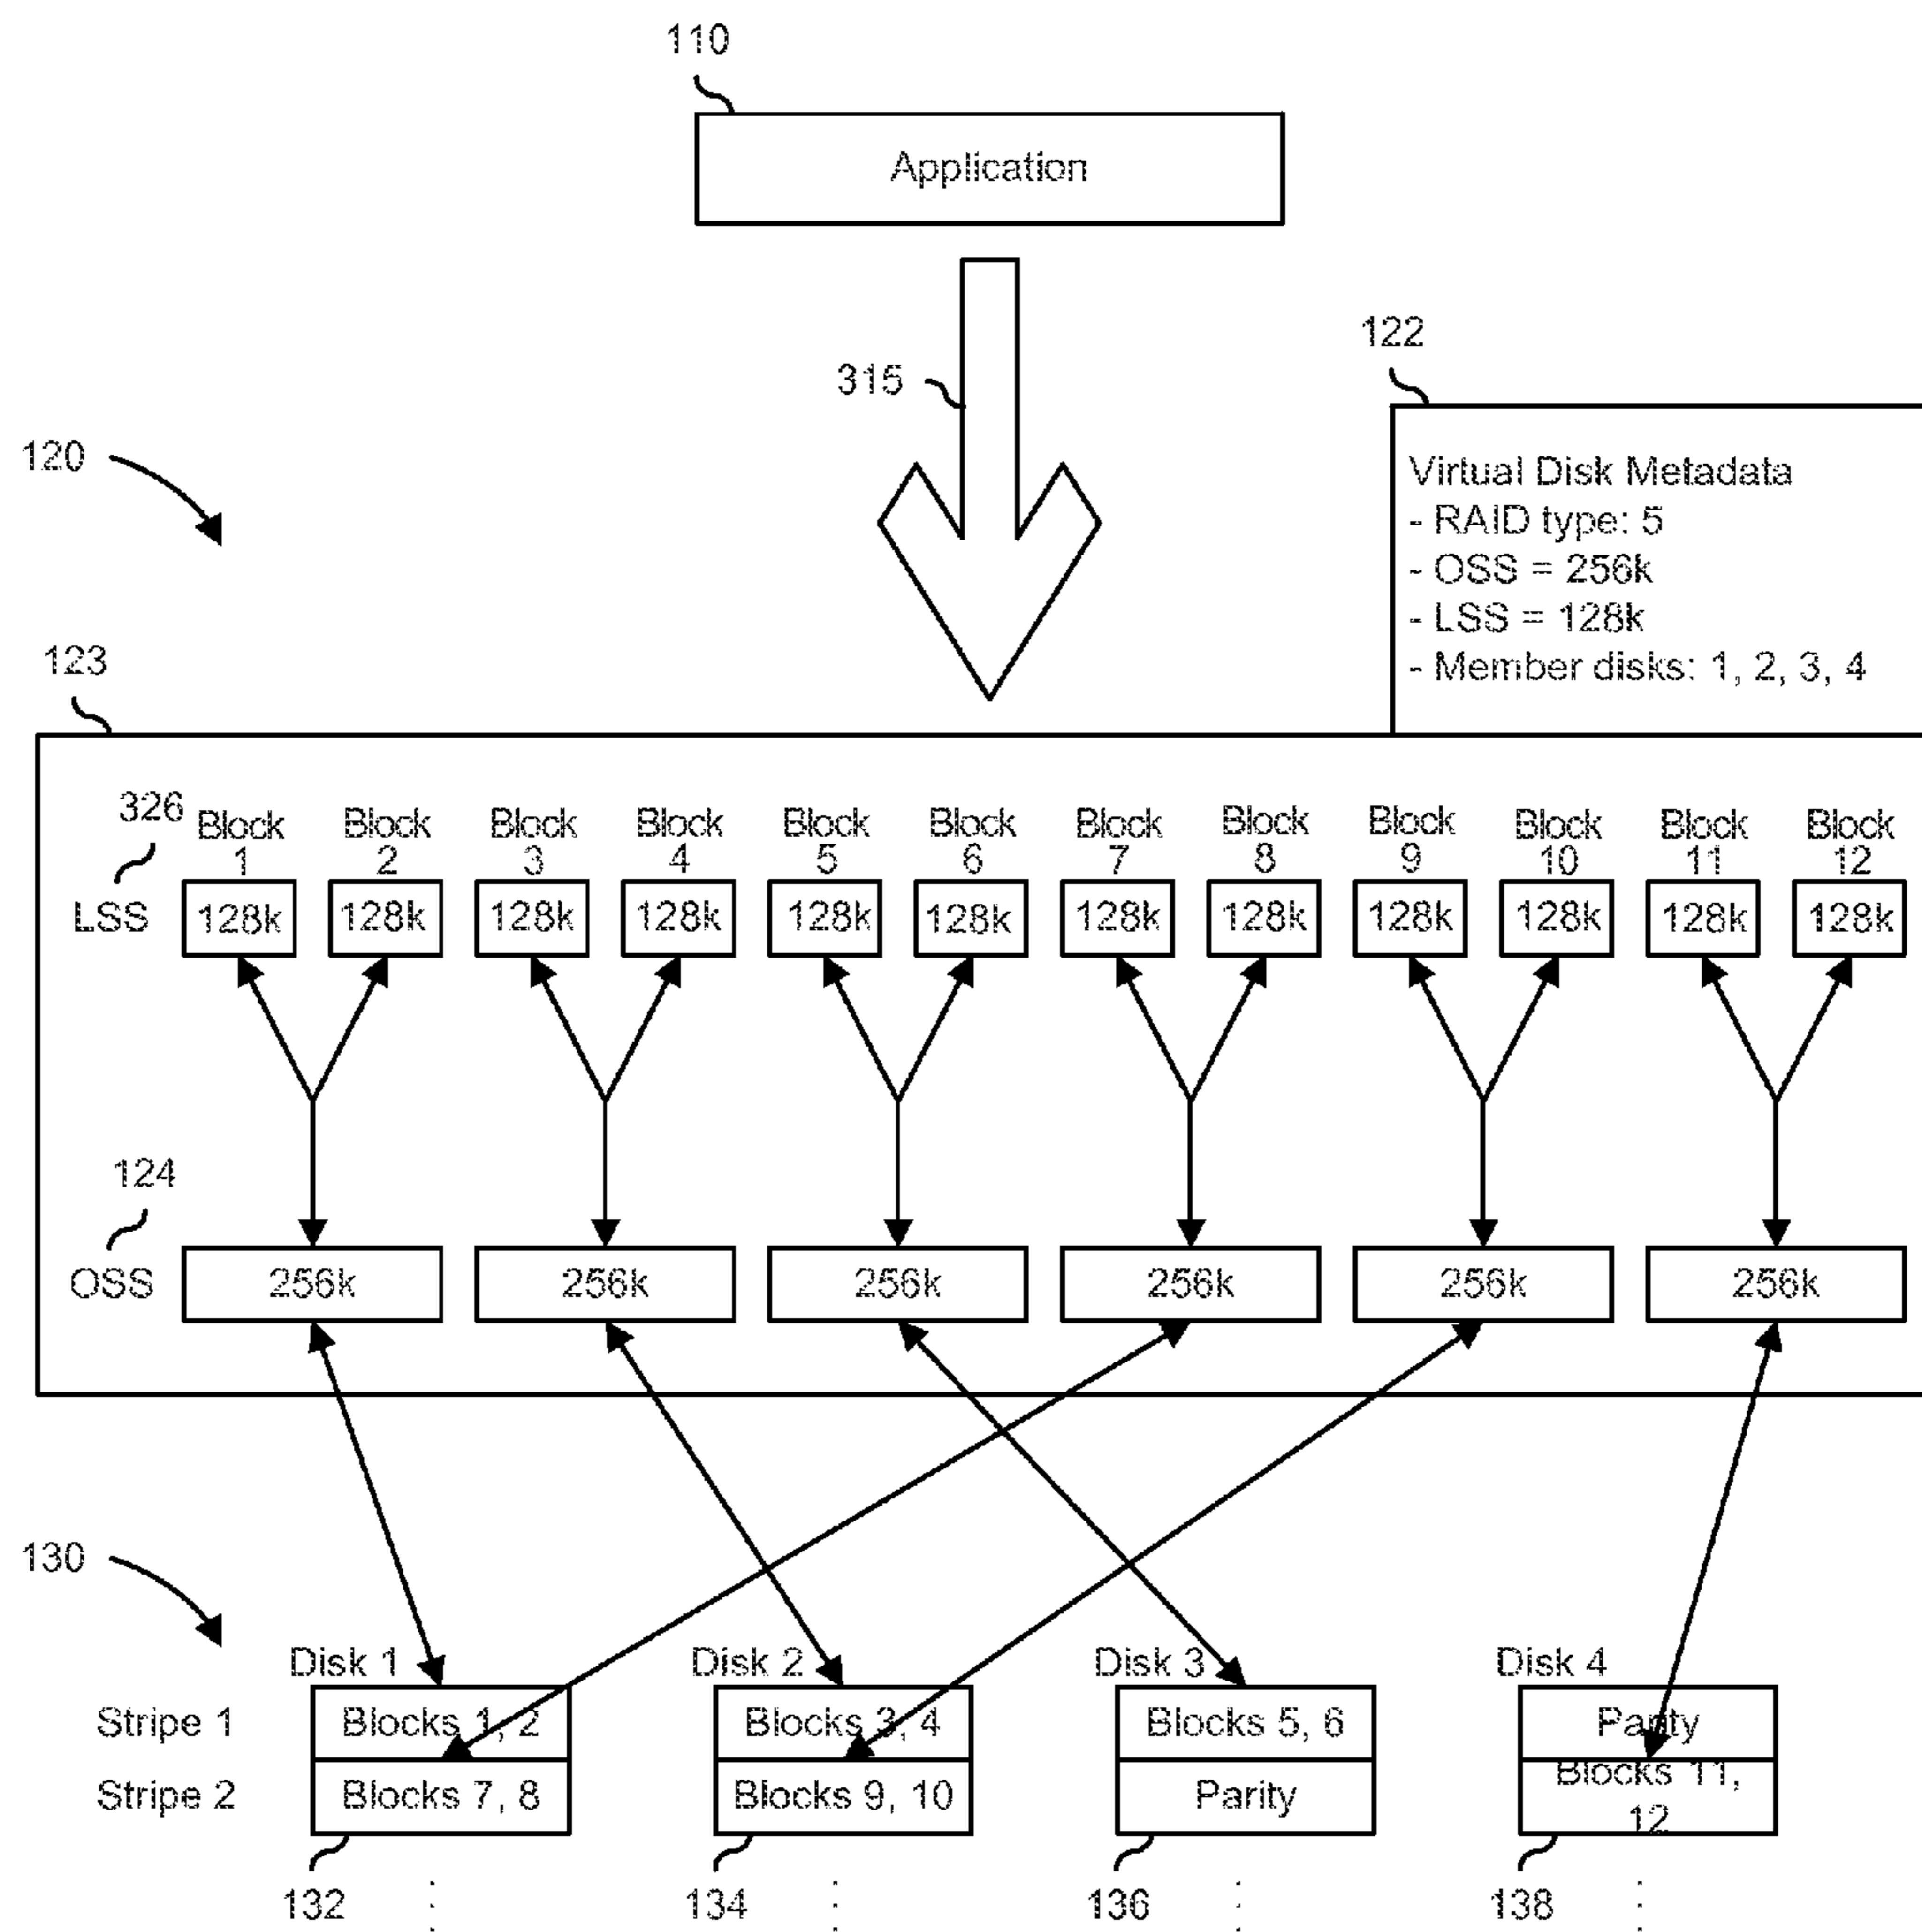 110
Application
122
315
120
Virtual Disk Metadata
- RAID type: 5
- OSS = 256k
- LSS = 128k
- Member disks: 1, 2, 3, 4
123
326
Block 1 Block 2 Block 3 Block 4 Block 5 Block 6 Block 7 Block 8 Block 9 Block 10 Block 11 Block 12
LSS 128k 128k 128k 128k 128k 128k 128k 128k 128k 128k 128k 128k
124
OSS 256k 256k 256k 256k 256k 256k
130
Disk 1 Disk 2 Disk 3 Disk 4
Stripe 1 Blocks 1, 2 Blocks 3, 4 Blocks 5, 6 Parity
Stripe 2 Blocks 7, 8 Blocks 9, 10 Parity Blocks 11, 12
132 134 136 138